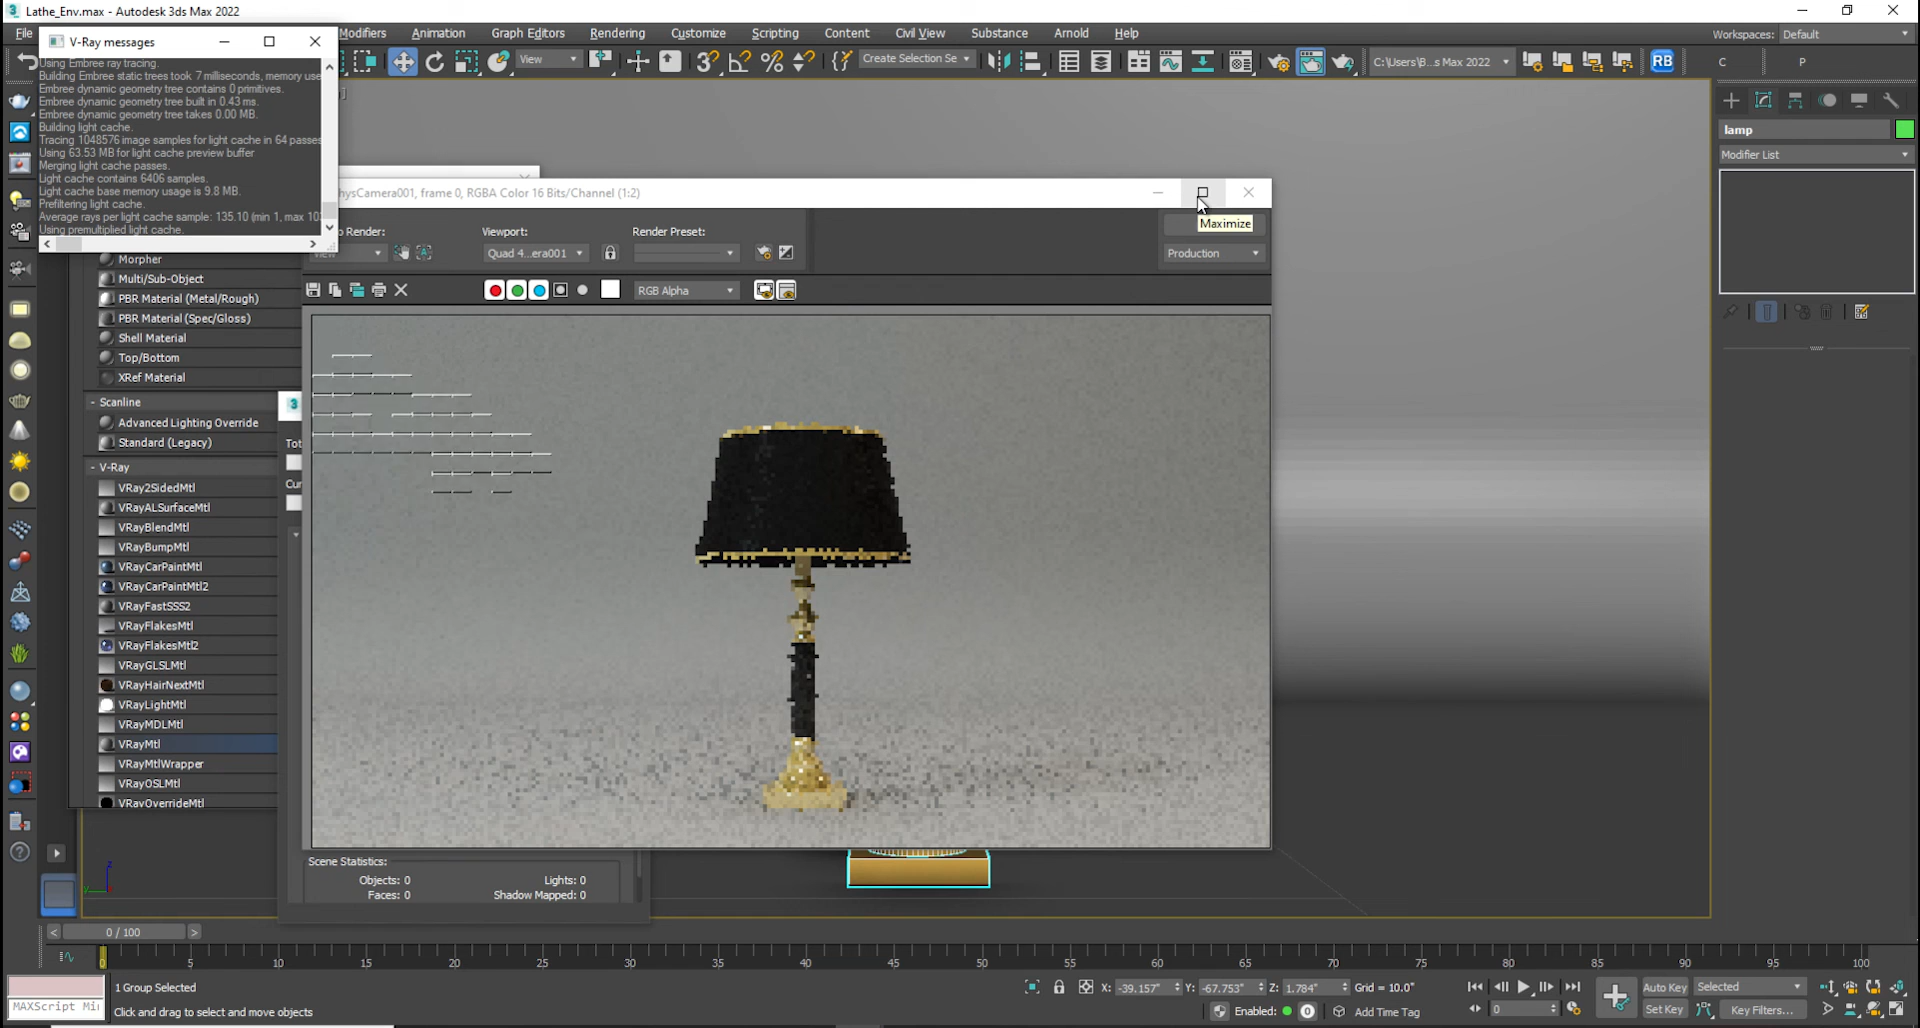 Lathe_Env.max - Autodesk 3ds Max 2022
File
Modifiers
Animation
Graph Editors
Rendering
Customize
Scripting
Content
Civil View
Substance
Arnold
Help
Workspaces: Default
V-Ray messages
Using Embree ray tracing.
Building Embree static trees took 7 milliseconds, memory use
Embree dynamic geometry tree contains 0 primitives.
Embree dynamic geometry tree built in 0.43 ms.
Embree dynamic geometry tree takes 0.00 MB.
Building light cache.
Tracing 1048576 image samples for light cache in 64 passes
Using 63.53 MB for light cache preview buffer
Merging light cache passes.
Light cache contains 6406 samples.
Light cache base memory usage is 9.8 MB.
Prefiltering light cache.
Average rays per light cache sample: 135.10 (min 1, max 10
Using premultiplied light cache.
View
Create Selection Se
C:\Users\B...s Max 2022
RB
C
P
lamp
Modifier List
hysCamera001, frame 0, RGBA Color 16 Bits/Channel (1:2)
Maximize
o Render:
Viewport:
Render Preset:
View
Quad 4...era001
Production
RGB Alpha
Morpher
Multi/Sub-Object
PBR Material (Metal/Rough)
PBR Material (Spec/Gloss)
Shell Material
Top/Bottom
XRef Material
- Scanline
Advanced Lighting Override
Standard (Legacy)
- V-Ray
VRay2SidedMtl
VRayALSurfaceMtl
VRayBlendMtl
VRayBumpMtl
VRayCarPaintMtl
VRayCarPaintMtl2
VRayFastSSS2
VRayFlakesMtl
VRayFlakesMtl2
VRayGLSLMtl
VRayHairNextMtl
VRayLightMtl
VRayMDLMtl
VRayMtl
VRayMtlWrapper
VRayOSLMtl
VRayOverrideMtl
3
Tot
Cur
Scene Statistics:
Objects: 0
Lights: 0
Faces: 0
Shadow Mapped: 0
z
y
< 0 / 100 >
0 5 10 15 20 25 30 35 40 45 50 55 60 65 70 75 80 85 90 95 100
1 Group Selected
MAXScript Mi
Click and drag to select and move objects
X: -39.157"
Y: -67.753"
Z: 1.784"
Grid = 10.0"
Enabled:
0
Add Time Tag
0
Auto Key
Selected
Set Key
Key Filters...